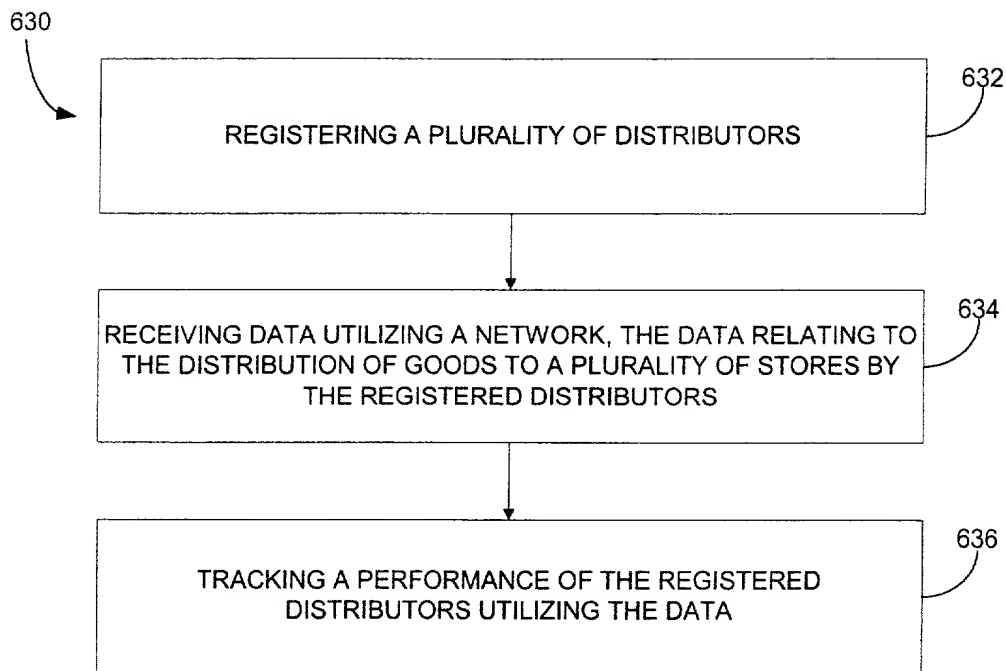 630
632
REGISTERING A PLURALITY OF DISTRIBUTORS
634
RECEIVING DATA UTILIZING A NETWORK, THE DATA RELATING TO
THE DISTRIBUTION OF GOODS TO A PLURALITY OF STORES BY
THE REGISTERED DISTRIBUTORS
636
TRACKING A PERFORMANCE OF THE REGISTERED
DISTRIBUTORS UTILIZING THE DATA